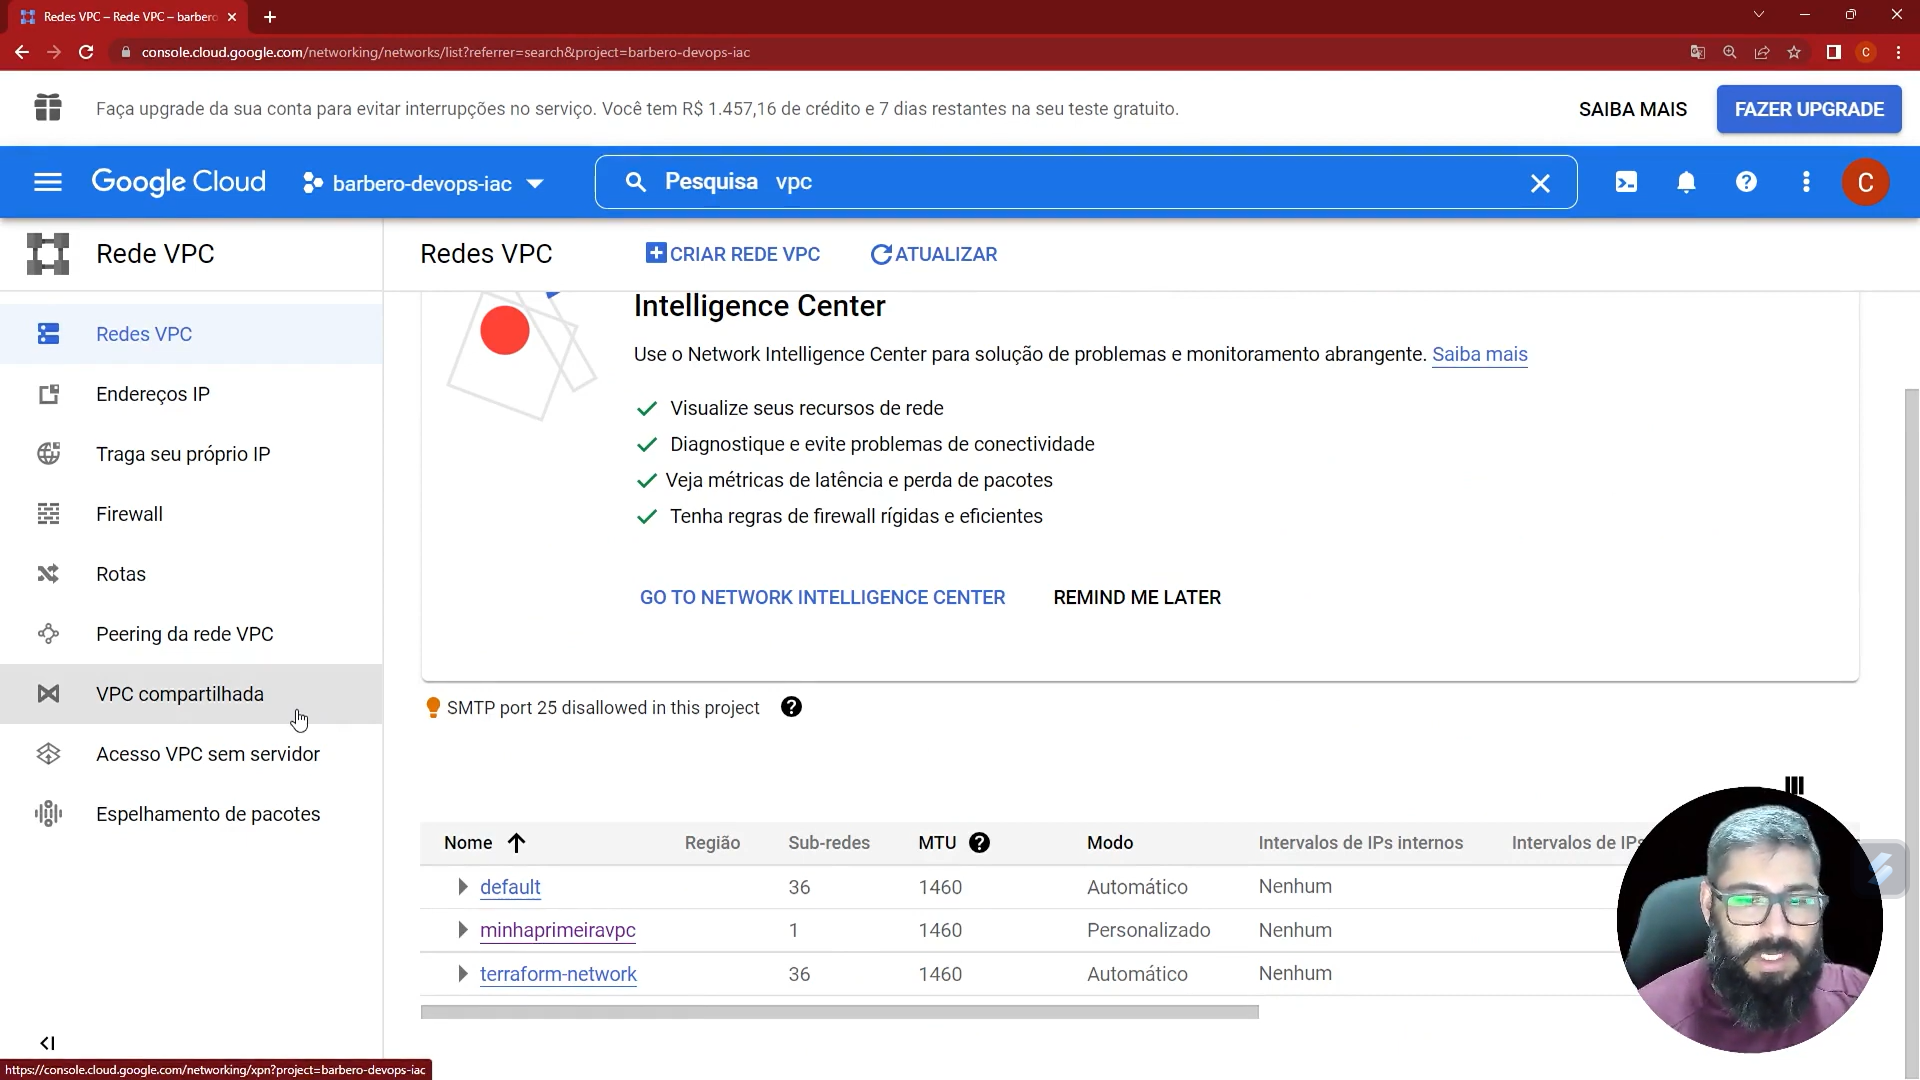 Redes VPC – Rede VPC – barbero
console.cloud.google.com/networking/networks/list?referrer=search&project=barbero-devops-iac
C
Faça upgrade da sua conta para evitar interrupções no serviço. Você tem R$ 1.457,16 de crédito e 7 dias restantes na seu teste gratuito.
SAIBA MAIS
FAZER UPGRADE
Google Cloud
barbero-devops-iac
Pesquisa vpc
C
Rede VPC
Redes VPC
CRIAR REDE VPC
ATUALIZAR
Redes VPC
Endereços IP
Traga seu próprio IP
Firewall
Rotas
Peering da rede VPC
VPC compartilhada
Acesso VPC sem servidor
Espelhamento de pacotes
Intelligence Center
Use o Network Intelligence Center para solução de problemas e monitoramento abrangente. Saiba mais
Visualize seus recursos de rede
Diagnostique e evite problemas de conectividade
Veja métricas de latência e perda de pacotes
Tenha regras de firewall rígidas e eficientes
GO TO NETWORK INTELLIGENCE CENTER
REMIND ME LATER
SMTP port 25 disallowed in this project
Nome Região Sub-redes MTU Modo Intervalos de IPs internos Intervalos de IPs
default 36 1460 Automático Nenhum
minhaprimeiravpc 1 1460 Personalizado Nenhum
terraform-network 36 1460 Automático Nenhum
https://console.cloud.google.com/networking/xpn?project=barbero-devops-iac